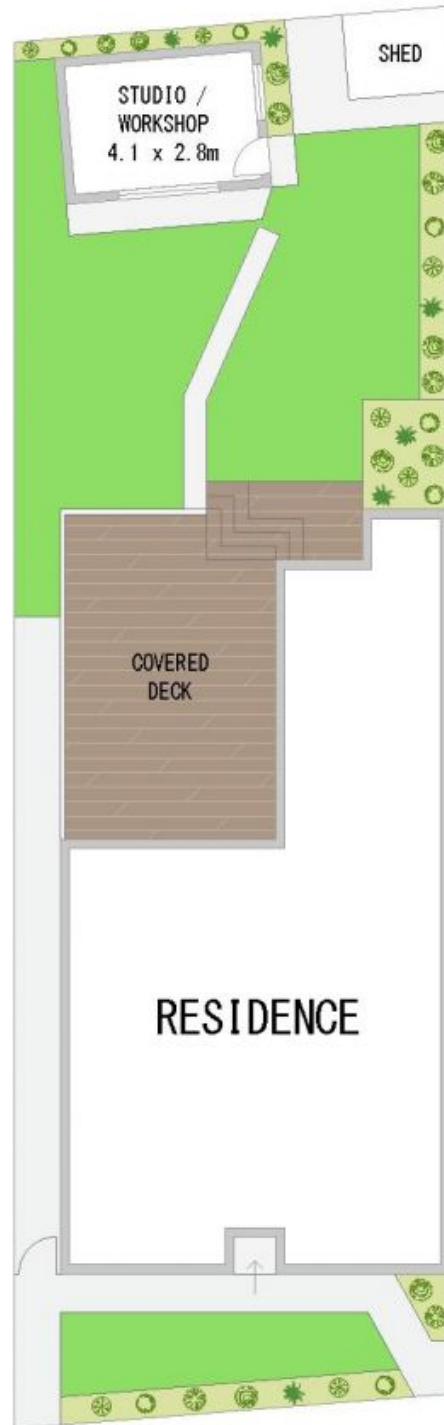 SHED
STUDIO /
WORKSHOP
4.1 x 2.8m
COVERED
DECK
RESIDENCE